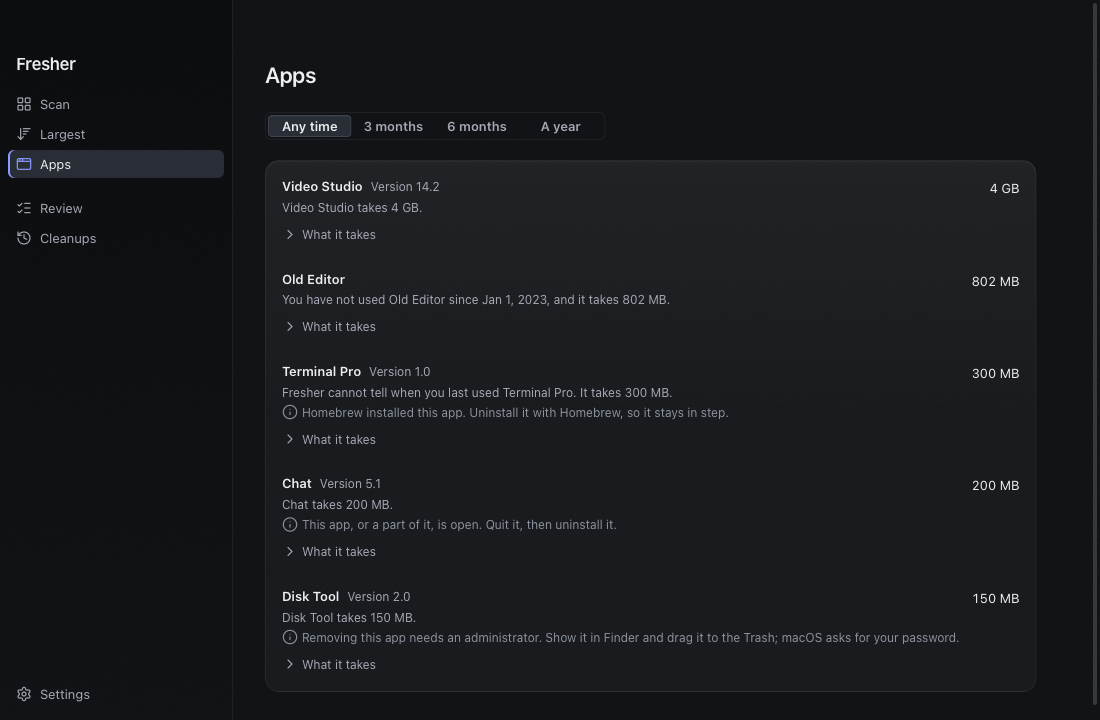 Fresher
Scan
Largest
Apps
Review
Cleanups
Settings
Apps
Any time 3 months 6 months A year
Video Studio Version 14.2 4 GB
Video Studio takes 4 GB.
What it takes
Old Editor 802 MB
You have not used Old Editor since Jan 1, 2023, and it takes 802 MB.
What it takes
Terminal Pro Version 1.0 300 MB
Fresher cannot tell when you last used Terminal Pro. It takes 300 MB.
Homebrew installed this app. Uninstall it with Homebrew, so it stays in step.
What it takes
Chat Version 5.1 200 MB
Chat takes 200 MB.
This app, or a part of it, is open. Quit it, then uninstall it.
What it takes
Disk Tool Version 2.0 150 MB
Disk Tool takes 150 MB.
Removing this app needs an administrator. Show it in Finder and drag it to the Trash; macOS asks for your password.
What it takes